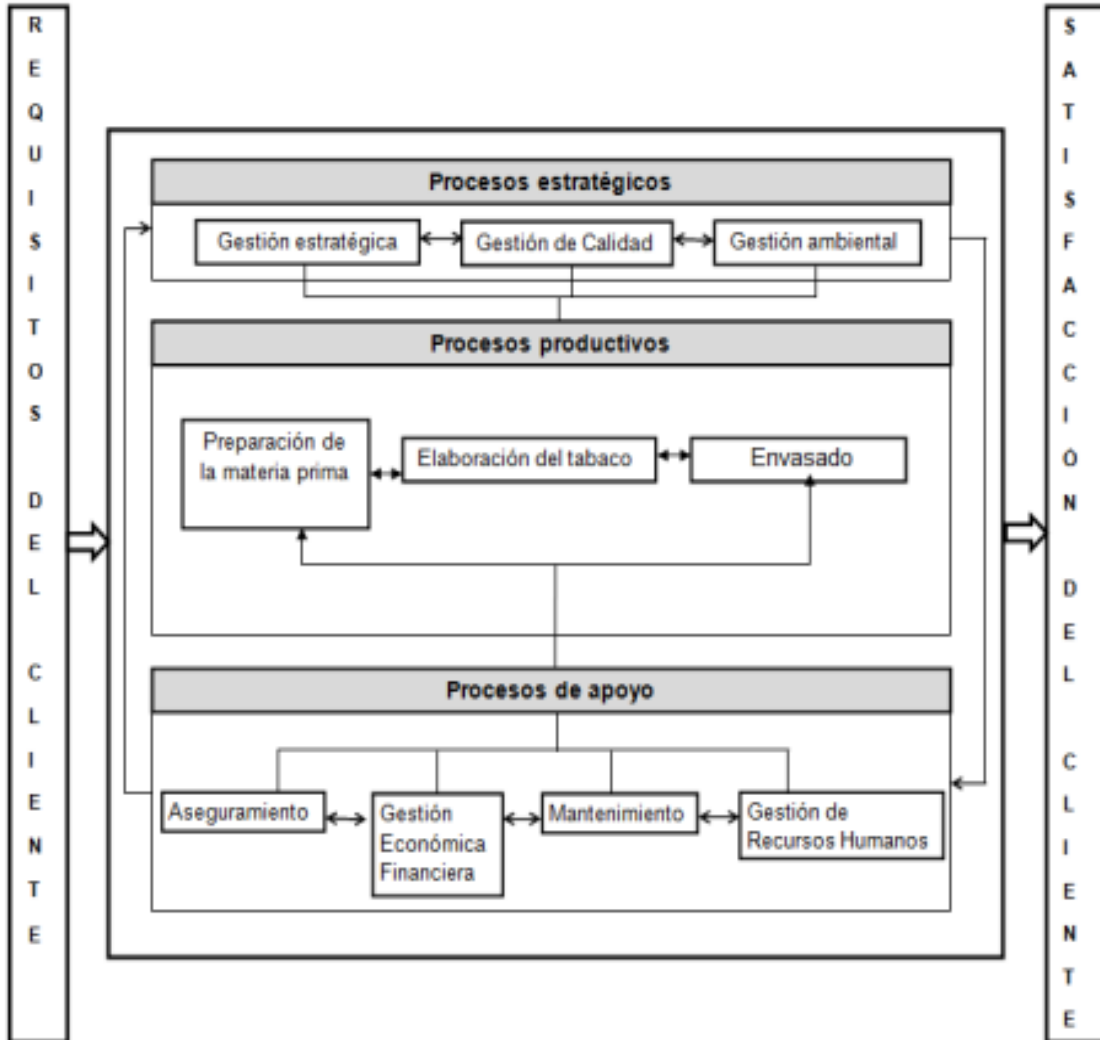 REQUISITOS DEL CLIENTE
Procesos estratégicos
Gestión estratégica
Gestión de Calidad
Gestión ambiental
Procesos productivos
Preparación de
la materia prima
Elaboración del tabaco
Envasado
Procesos de apoyo
Aseguramiento
Gestión
Económica
Financiera
Mantenimiento
Gestión de
Recursos Humanos
SATISFACCIÓN DEL CLIENTE